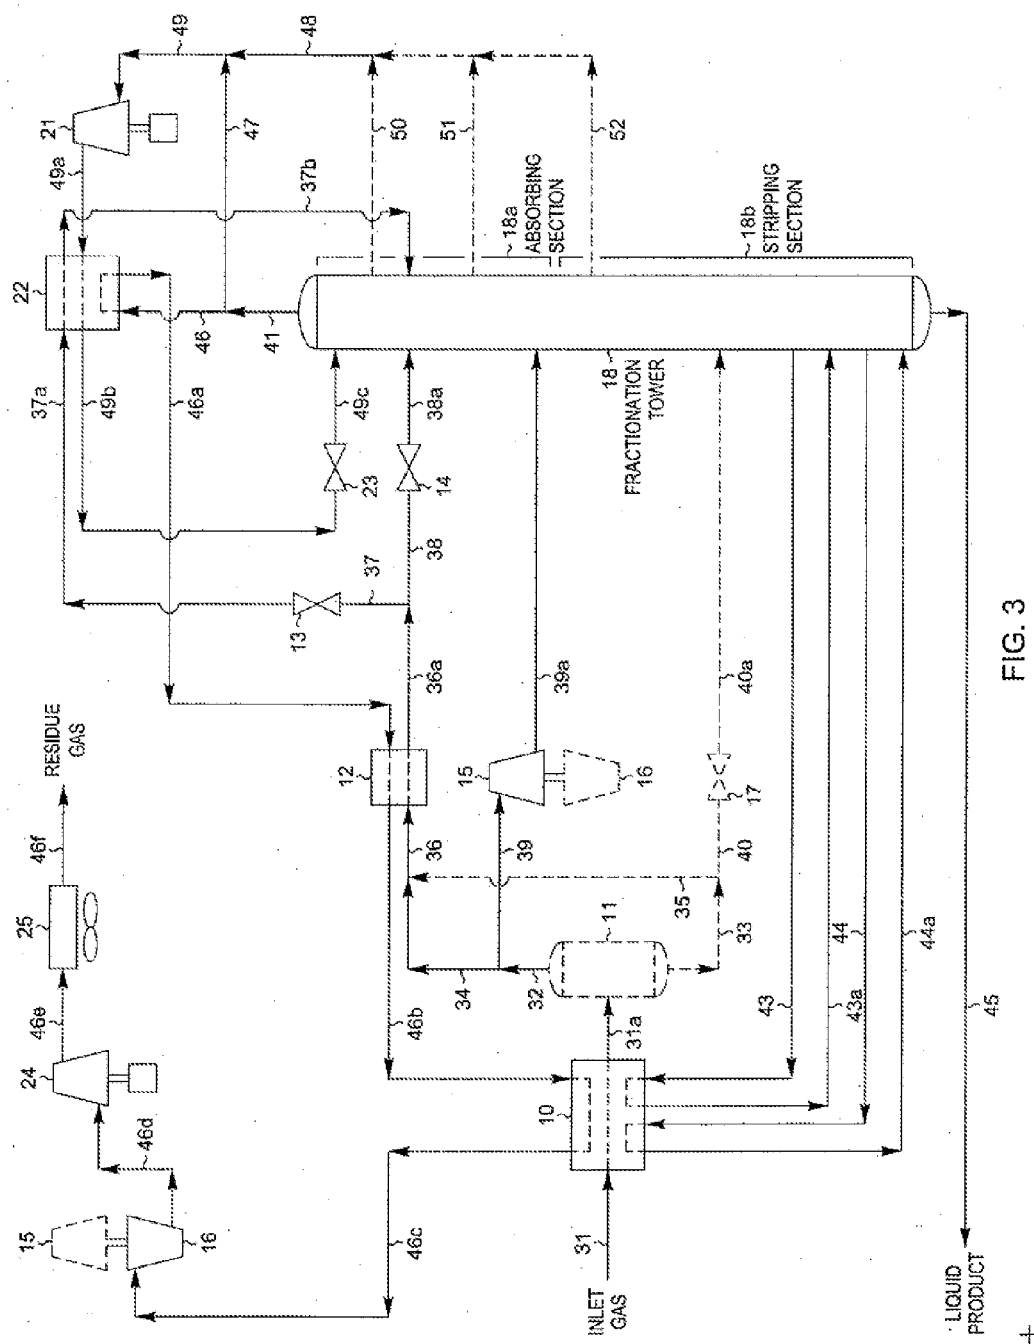 49
48
21
49a
47
50
51
52
37b
18a
ABSORBING
SECTION
18b
STRIPPING
SECTION
22
46
41
37a
49b
46a
49c
38a
18
FRACTIONATION
TOWER
23
14
38
37
13
36a
39a
40a
RESIDUE
GAS
46f
12
15
16
17
36
39
40
35
25
11
33
34
32
46e
46b
31a
43
43a
44
44a
45
24
10
46d
15
16
46c
31
INLET
GAS
LIQUID
PRODUCT
FIG. 3